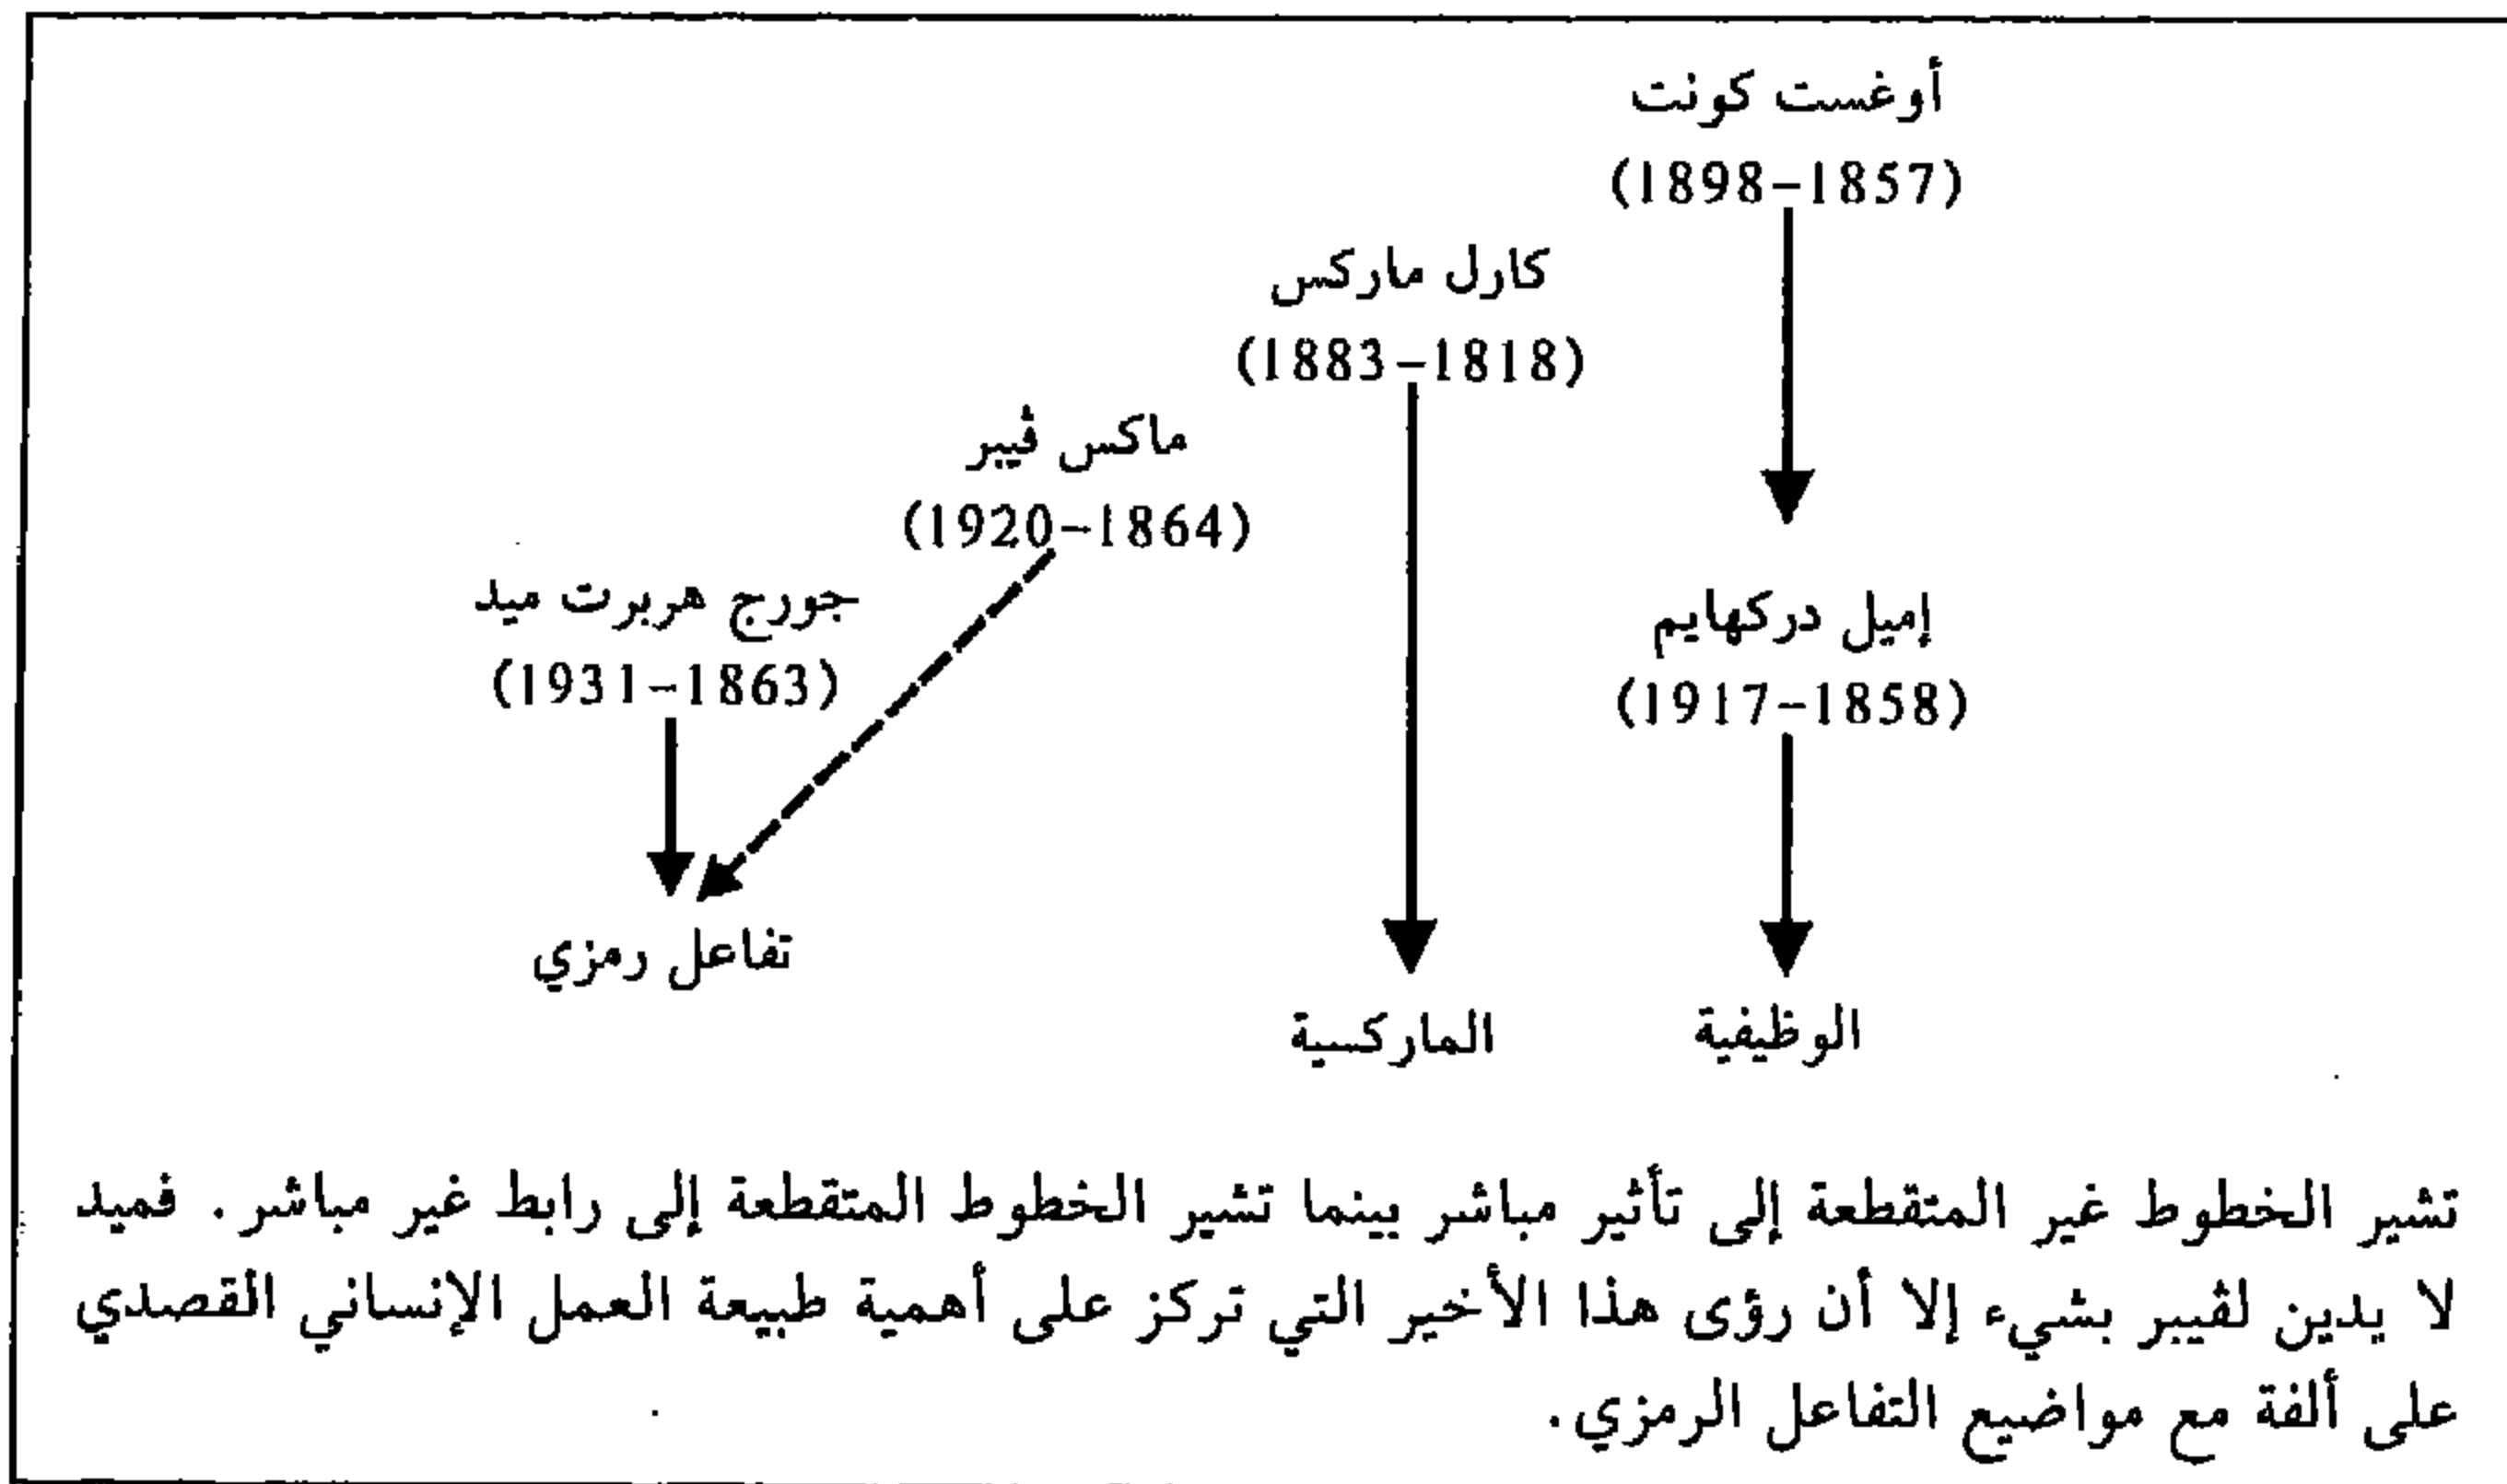 أوغست كونت
(1857-1898)
كارل ماركس
(1818-1883)
ماكس ڤيبر
(1864-1920)
جورج هربرت ميد
(1863-1931)
إميل دركهايم
(1858-1917)
تفاعل رمزي
الوظيفية
الماركسية
تشير الخطوط غير المتقطعة إلى تأثير مباشر بينما تشير الخطوط المتقطعة إلى رابط غير مباشر. فميد
لا يدين لڤيبر بشيء إلا أن رؤى هذا الأخير التي تركز على أهمية طبيعة العمل الإنساني القصدي
على ألفة مع مواضيع التفاعل الرمزي.